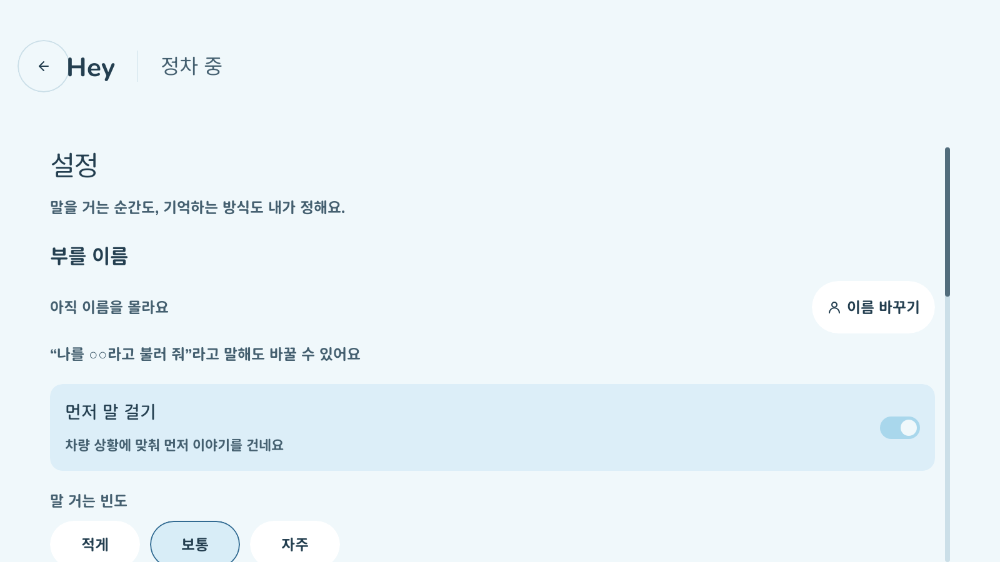 Hey
정차 중
설정
말을 거는 순간도, 기억하는 방식도 내가 정해요.
부를 이름
아직 이름을 몰라요
이름 바꾸기
“나를 ○○라고 불러 줘”라고 말해도 바꿀 수 있어요
먼저 말 걸기
차량 상황에 맞춰 먼저 이야기를 건네요
말 거는 빈도
적게
보통
자주